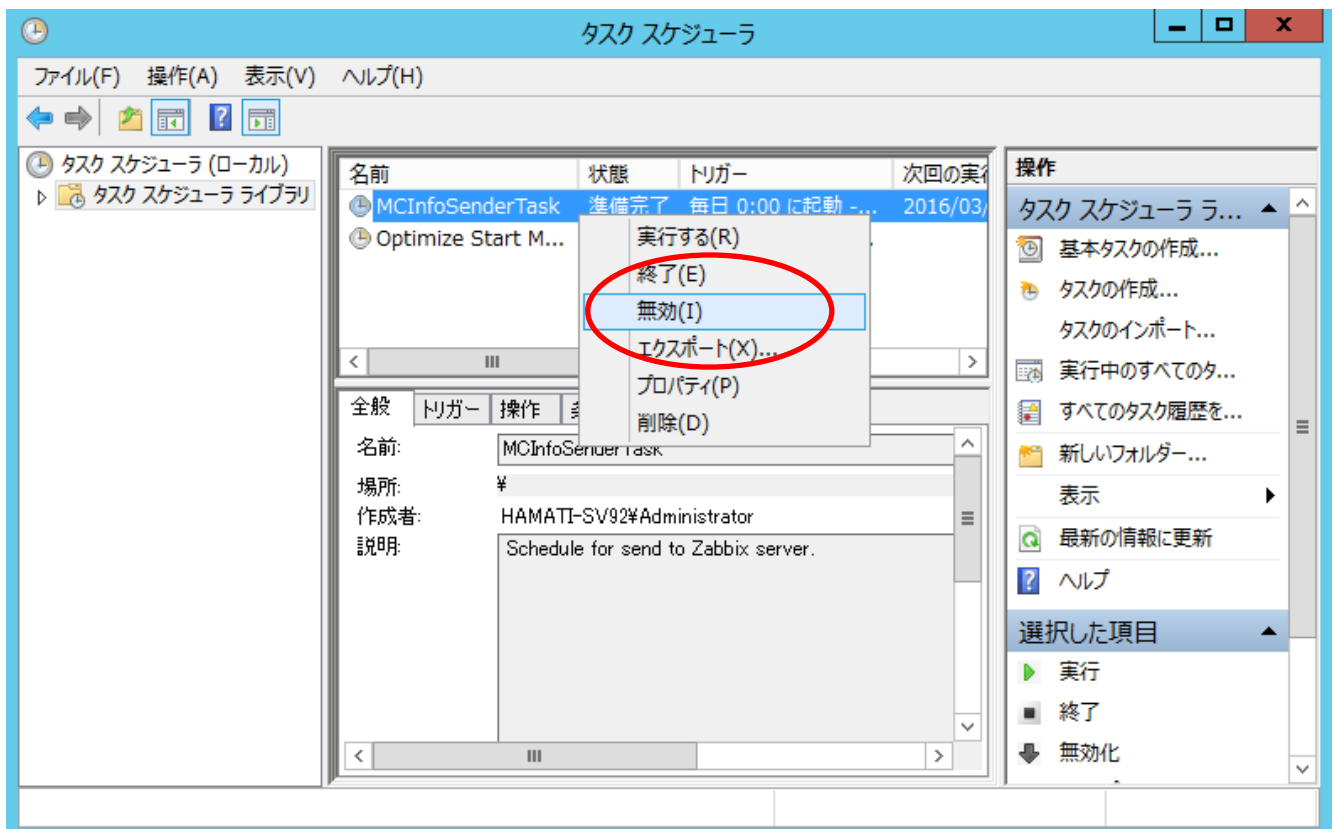 タスク スケジューラ
ファイル(F) 操作(A) 表示(V) ヘルプ(H)
タスク スケジューラ (ローカル)
タスク スケジューラ ライブラリ
名前 状態 トリガー 次回の実行
MCInfoSenderTask 準備完了 毎日 0:00 に起動 -... 2016/03/
Optimize Start M...
実行する(R)
終了(E)
無効(I)
エクスポート(X)...
プロパティ(P)
削除(D)
全般 トリガー 操作
名前: MCInfoSenderTask
場所: ¥
作成者: HAMATI-SV92¥Administrator
説明: Schedule for send to Zabbix server.
操作
タスク スケジューラ ラ...
基本タスクの作成...
タスクの作成...
タスクのインポート...
実行中のすべてのタ...
すべてのタスク履歴を...
新しいフォルダー...
表示
最新の情報に更新
ヘルプ
選択した項目
実行
終了
無効化